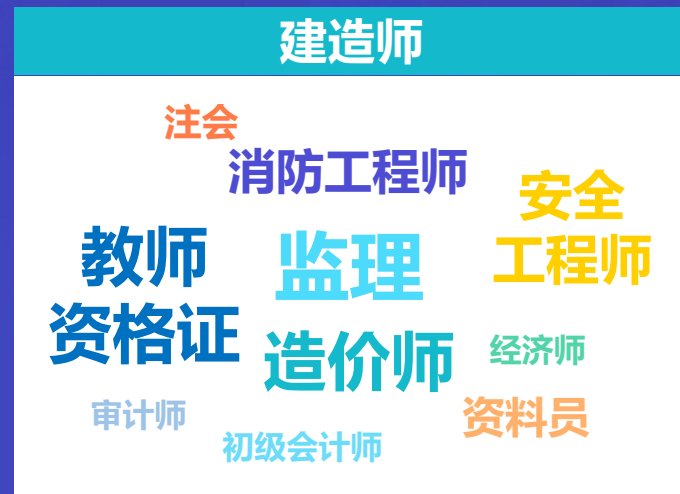 建造师
注会
消防工程师
安全
工程师
教师
资格证
监理
造价师
经济师
审计师
资料员
初级会计师